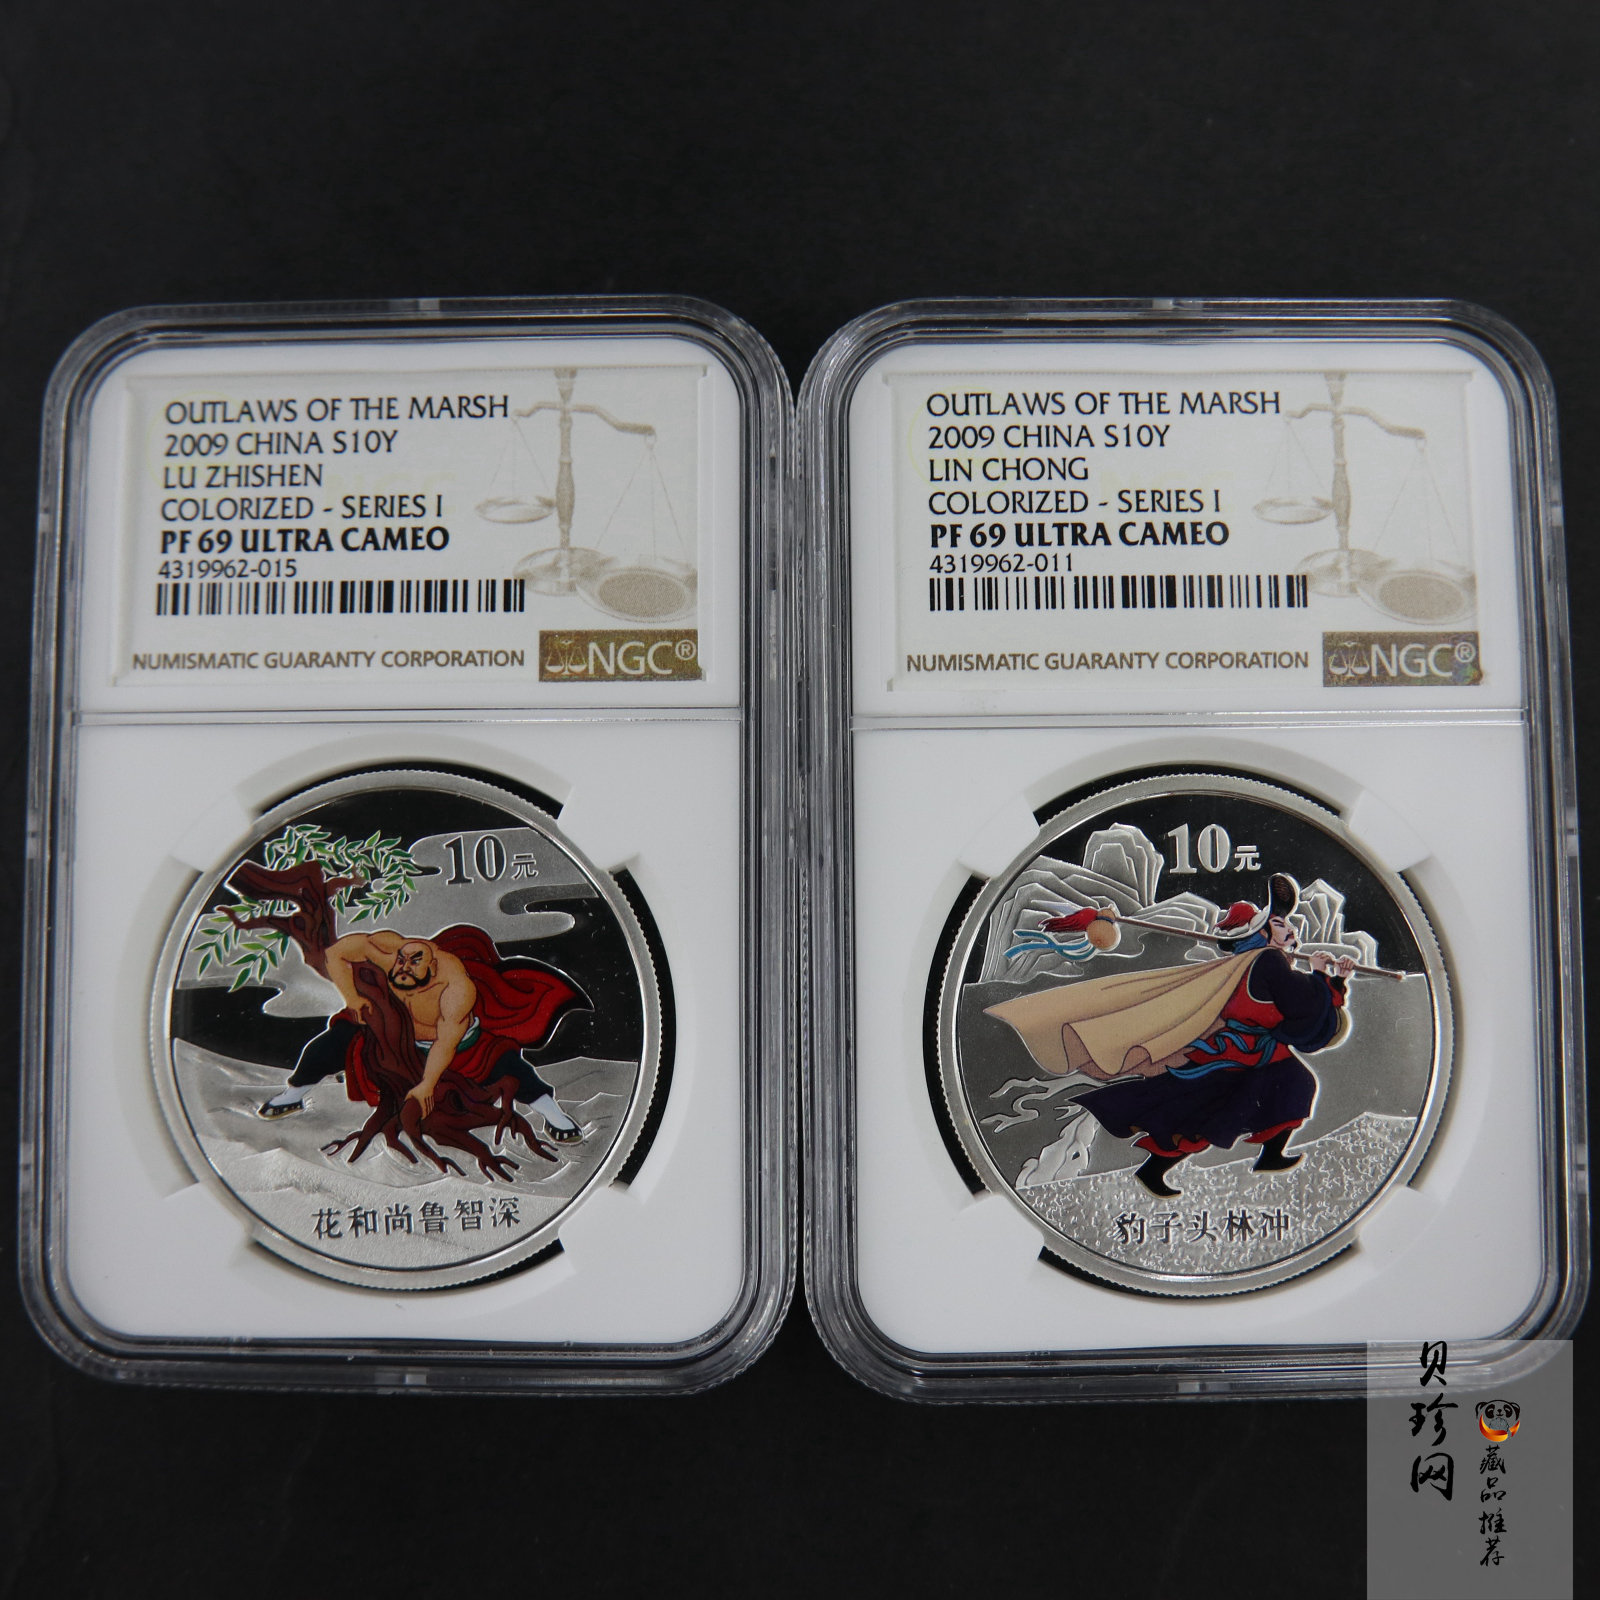 OUTLAWS OF THE MARSH
2009 CHINA S10Y
LU ZHISHEN
COLORIZED - SERIES I
PF 69 ULTRA CAMEO
4319962-015
NUMISMATIC GUARANTY CORPORATION
NGC®
10元
花和尚鲁智深
OUTLAWS OF THE MARSH
2009 CHINA S10Y
LIN CHONG
COLORIZED - SERIES I
PF 69 ULTRA CAMEO
4319962-011
NUMISMATIC GUARANTY CORPORATION
NGC®
10元
豹子头林冲
贝珍网
藏品推荐